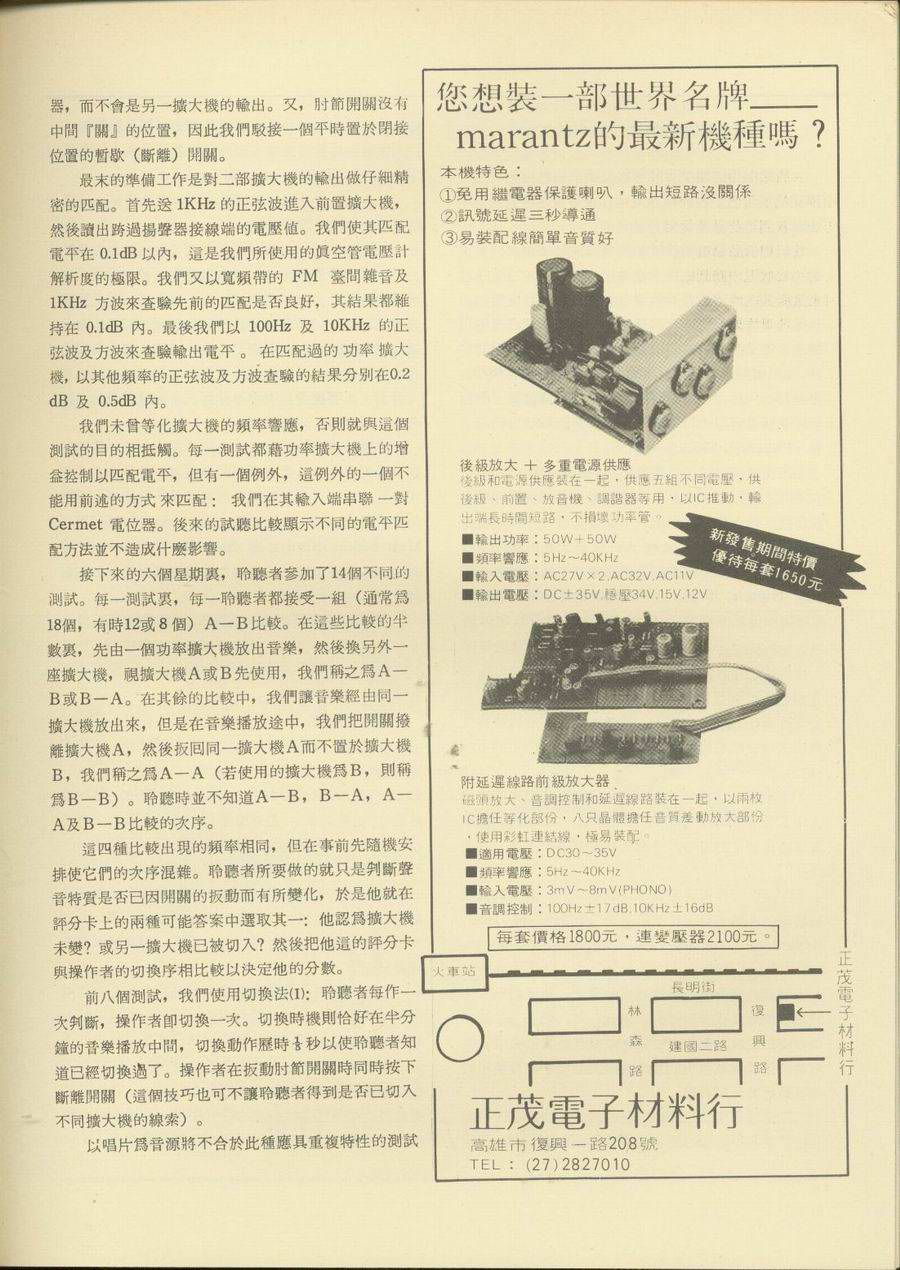 器，而不會是另一擴大機的輸出。又，肘節開關沒有
中間『關』的位置，因此我們駁接一個平時置於閉接
位置的暫歇（斷離）開關。
最末的準備工作是對二部擴大機的輸出做仔細精
密的匹配。首先送 1KHz 的正弦波進入前置擴大機，
然後讀出跨過揚聲器接線端的電壓值。我們使其匹配
電平在 0.1dB 以內，這是我們所使用的眞空管電壓計
解析度的極限。我們又以寬頻帶的 FM 臺間雜音及
1KHz 方波來查驗先前的匹配是否良好，其結果都維
持在 0.1dB 內。最後我們以 100Hz 及 10KHz 的正
弦波及方波來查驗輸出電平 。 在匹配過的 功率 擴大
機，以其他頻率的正弦波及方波查驗的結果分別在0.2
dB 及 0.5dB 內。
我們未曾等化擴大機的頻率響應，否則就與這個
測試的目的相抵觸。每一測試都藉功率擴大機上的增
益控制以匹配電平，但有一個例外，這例外的一個不
能用前述的方式 來匹配： 我們在其輸入端串聯 一對
Cermet 電位器。後來的試聽比較顯示不同的電平匹
配方法並不造成什麼影響。
接下來的六個星期裏，聆聽者參加了14個不同的
測試。每一測試裏，每一聆聽者都接受一組（通常爲
18個，有時12或 8 個）A－B比較。在這些比較的半
數裏，先由一個功率擴大機放出音樂，然後換另外一
座擴大機，視擴大機A或B先使用，我們稱之爲A－
B或B－A。在其餘的比較中，我們讓音樂經由同一
擴大機放出來，但是在音樂播放途中，我們把開關撥
離擴大機A，然後扳囘同一擴大機A而不置於擴大機
B，我們稱之爲A－A（若使用的擴大機爲B，則稱
爲B－B）。聆聽時並不知道A－B，B－A，A－
A及B－B比較的次序。
這四種比較出現的頻率相同，但在事前先隨機安
排使它們的次序混雜。聆聽者所要做的就只是判斷聲
音特質是否已因開關的扳動而有所變化，於是他就在
評分卡上的兩種可能答案中選取其一：他認爲擴大機
未變？或另一擴大機已被切入？然後把他這的評分卡
與操作者的切換序相比較以決定他的分數。
前八個測試，我們使用切換法(I)：聆聽者每作一
次判斷，操作者卽切換一次。切換時機則恰好在半分
鐘的音樂播放中間，切換動作歷時 秒以使聆聽者知
道已經切換過了。操作者在扳動肘節開關時同時按下
斷離開關（這個技巧也可不讓聆聽者得到是否已切入
不同擴大機的線索）。
以唱片爲音源將不合於此種應具重複特性的測試
您想裝一部世界名牌____
marantz的最新機種嗎？
本機特色：
①免用繼電器保護喇叭，輸出短路沒關係
②訊號延遲三秒導通
③易裝配線簡單音質好
後級放大 ＋ 多重電源供應
後級和電源供應裝在一起，供應五組不同電壓，供
後級、前置、放音機、調諧器等用，以IC推動，輸
出端長時間短路，不損壞功率管。
■輸出功率：50W＋50W
■頻率響應：5Hz～40KHz
■輸入電壓：AC27V×2.AC32V.AC11V
■輸出電壓：DC±35V.穩壓34V.15V.12V
新發售期間特價
優待每套1650元
附延遲線路前級放大器
磁頭放大、音調控制和延遲線路裝在一起，以兩枚
IC擔任等化部份，八只晶體擔任音質差動放大部份
，使用彩虹連結線，極易裝配。
■適用電壓：DC30～35V
■頻率響應：5Hz～40KHz
■輸入電壓：3mV～8mV(PHONO)
■音調控制：100Hz±17dB.10KHz±16dB
每套價格1800元，連變壓器2100元。
火車站
長明街
林森路
建國二路
復興路
正茂電子材料行
正茂電子材料行
高雄市復興一路208號
TEL：(27)2827010